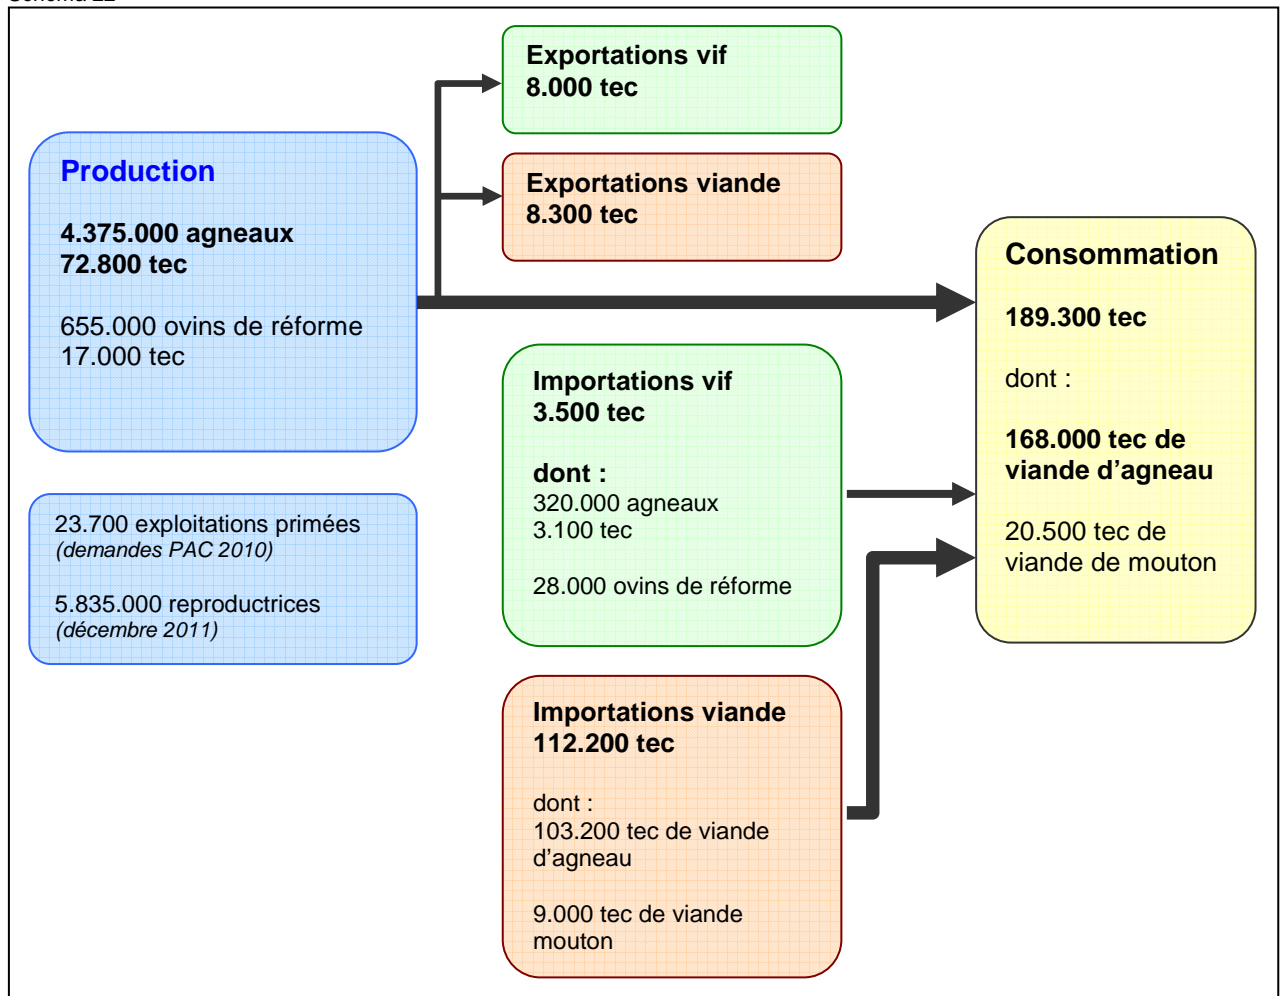 Production
4.375.000 agneaux
72.800 tec
655.000 ovins de réforme
17.000 tec
23.700 exploitations primées
(demandes PAC 2010)
5.835.000 reproductrices
(décembre 2011)
Exportations vif
8.000 tec
Exportations viande
8.300 tec
Importations vif
3.500 tec
dont :
320.000 agneaux
3.100 tec
28.000 ovins de réforme
Importations viande
112.200 tec
dont :
103.200 tec de viande
d’agneau
9.000 tec de viande
mouton
Consommation
189.300 tec
dont :
168.000 tec de
viande d’agneau
20.500 tec de
viande de mouton